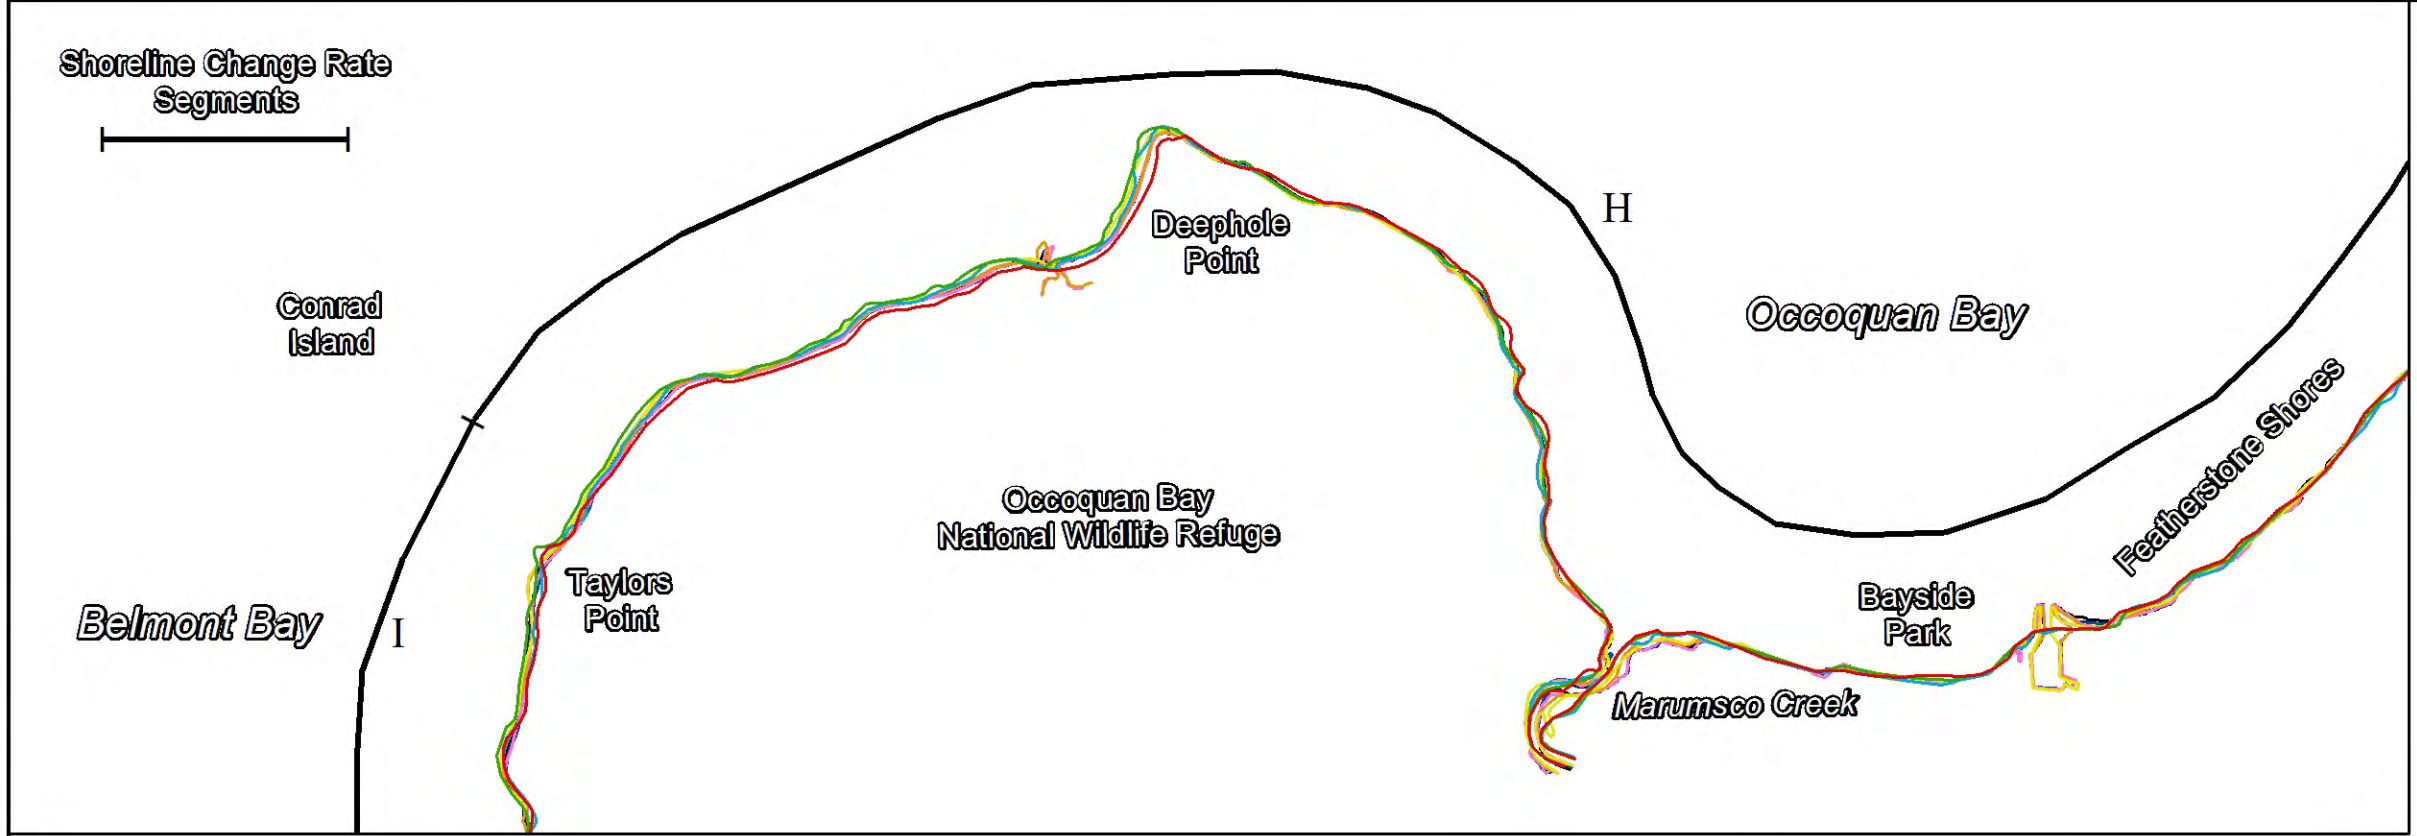 Shoreline Change Rate
Segments
Conrad
Island
Belmont Bay
I
Taylors
Point
Deephole
Point
Occoquan Bay
National Wildlife Refuge
H
Occoquan Bay
Featherstone Shores
Bayside
Park
Marumsco Creek